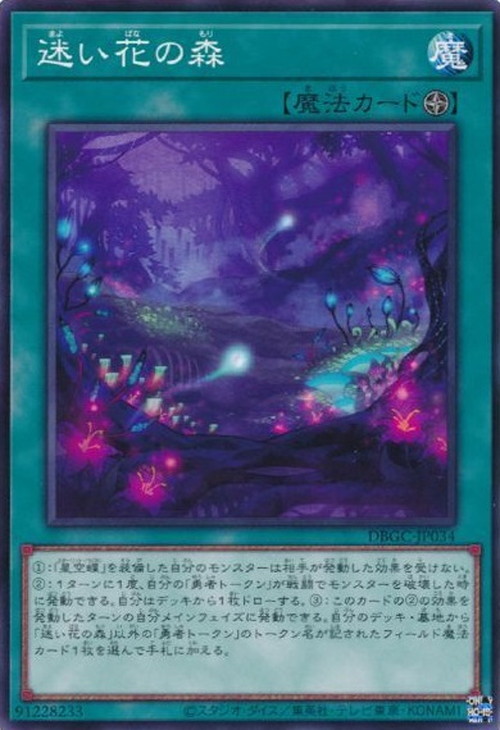 迷い花の森
魔
【魔法カード】
DBGC-JP034
①:「星空蝶」を装備した自分のモンスターは相手が発動した効果を受けない。
②:1ターンに1度、自分の「勇者トークン」が戦闘でモンスターを破壊した時
に発動できる。自分はデッキから1枚ドローする。③:このカードの②の効果を
発動したターンの自分メインフェイズに発動できる。自分のデッキ・墓地から
「迷い花の森」以外の「勇者トークン」のトークン名が記されたフィールド魔法
カード1枚を選んで手札に加える。
91228233
©スタジオ・ダイス/集英社・テレビ東京・KONAMI